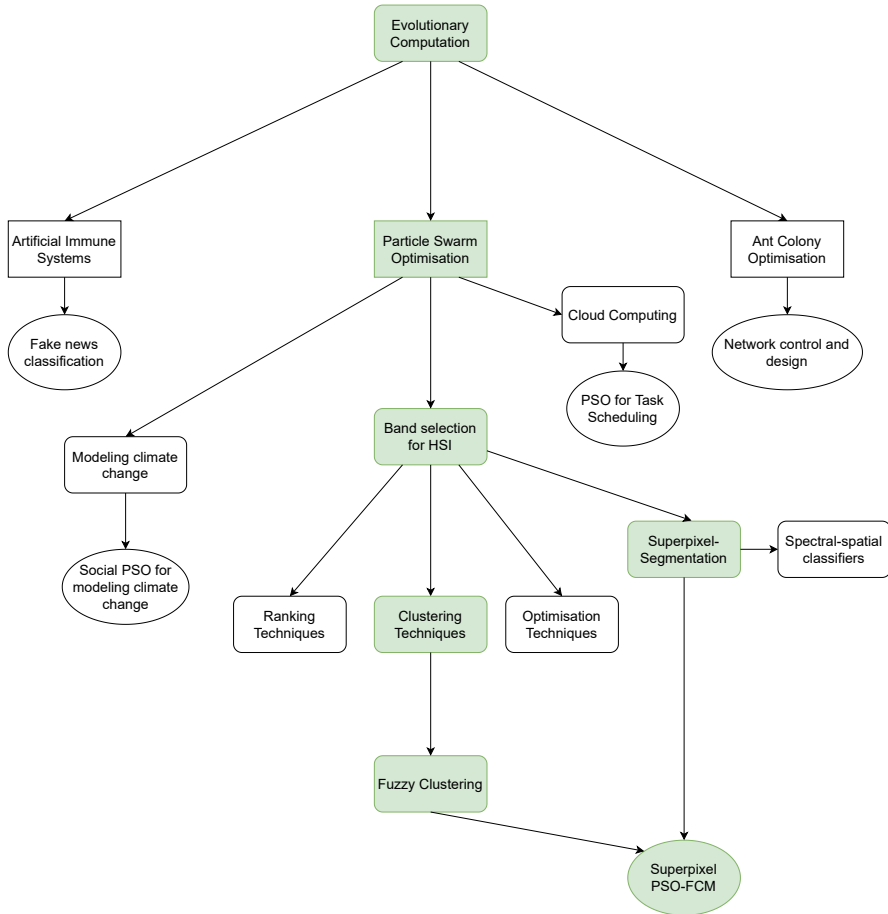 Evolutionary
Computation
Artificial Immune
Systems
Particle Swarm
Optimisation
Ant Colony
Optimisation
Fake news
classification
Cloud Computing
Network control and
design
PSO for Task
Scheduling
Band selection
for HSI
Modeling climate
change
Superpixel-
Segmentation
Spectral-spatial
classifiers
Social PSO for
modeling climate
change
Ranking
Techniques
Clustering
Techniques
Optimisation
Techniques
Fuzzy Clustering
Superpixel
PSO-FCM